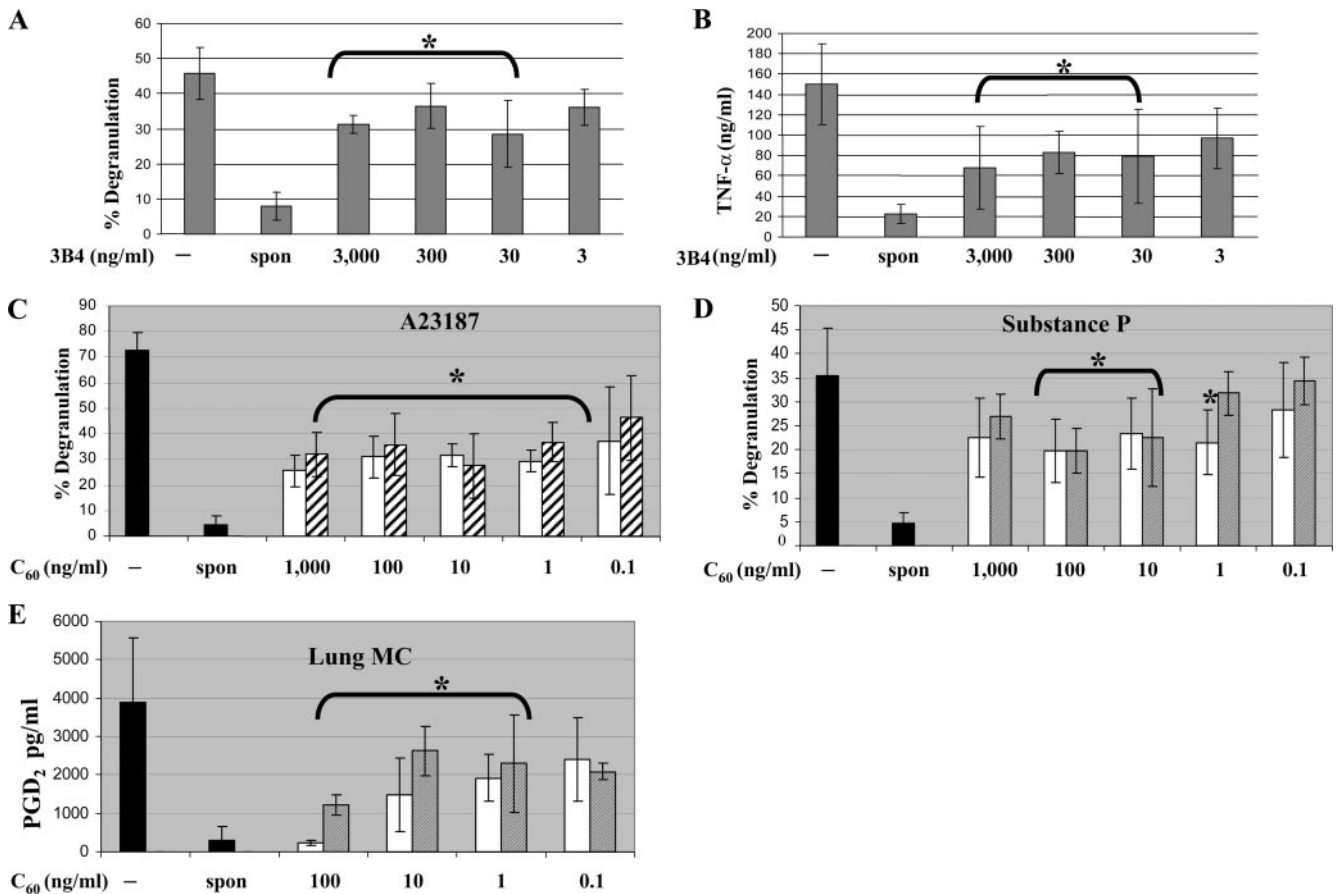 A
% Degranulation
60
50
40
30
20
10
0
*
3B4 (ng/ml) – spon 3,000 300 30 3
B
TNF-α (ng/ml)
200
180
160
140
120
100
80
60
40
20
0
*
3B4 (ng/ml) – spon 3,000 300 30 3
C
A23187
% Degranulation
90
80
70
60
50
40
30
20
10
0
*
C₆₀ (ng/ml) – spon 1,000 100 10 1 0.1
D
Substance P
% Degranulation
50
45
40
35
30
25
20
15
10
5
0
*
*
C₆₀ (ng/ml) – spon 1,000 100 10 1 0.1
E
Lung MC
PGD₂ pg/ml
6000
5000
4000
3000
2000
1000
0
*
C₆₀ (ng/ml) – spon 100 10 1 0.1